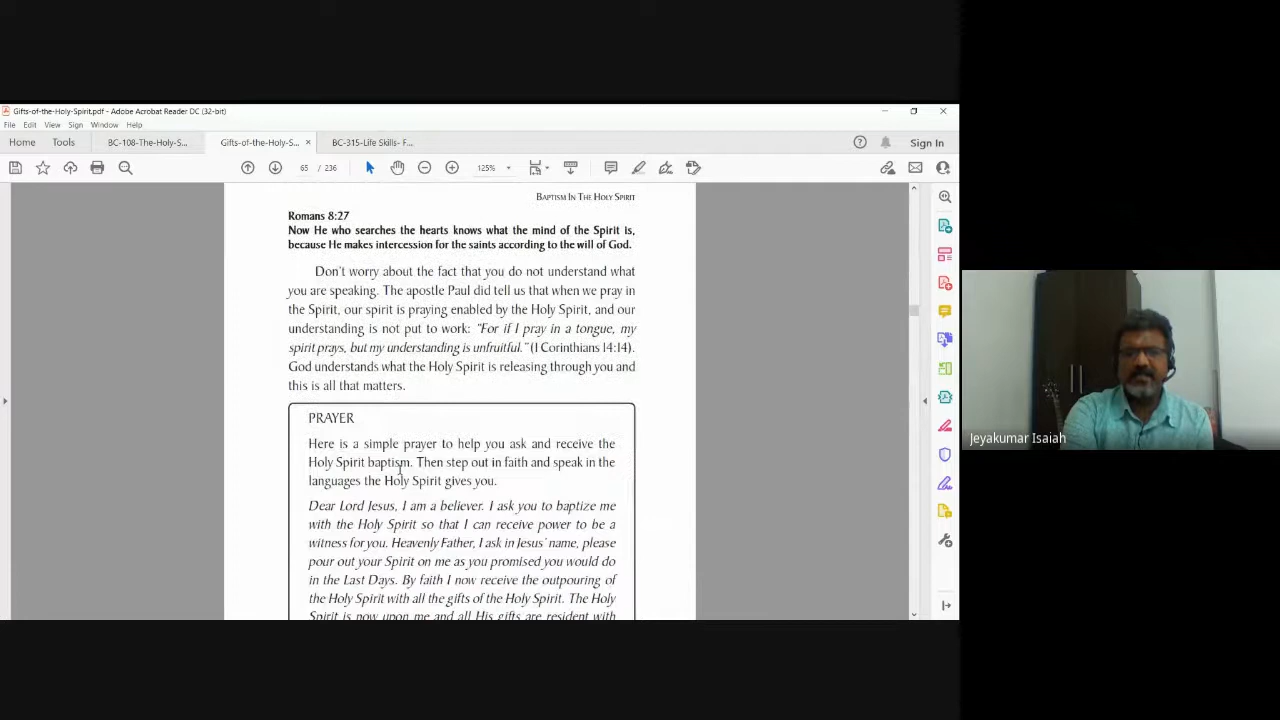 Gifts-of-the-Holy-Spirit.pdf - Adobe Acrobat Reader DC (32-bit)
File Edit View Sign Window Help
Home Tools BC-108-The-Holy-S... Gifts-of-the-Holy-S... × BC-315-Life Skills- F... Sign In
65 / 236 125%
BAPTISM IN THE HOLY SPIRIT
Romans 8:27
Now He who searches the hearts knows what the mind of the Spirit is,
because He makes intercession for the saints according to the will of God.
Don't worry about the fact that you do not understand what
you are speaking. The apostle Paul did tell us that when we pray in
the Spirit, our spirit is praying enabled by the Holy Spirit, and our
understanding is not put to work: "For if I pray in a tongue, my
spirit prays, but my understanding is unfruitful." (1 Corinthians 14:14).
God understands what the Holy Spirit is releasing through you and
this is all that matters.
PRAYER
Here is a simple prayer to help you ask and receive the
Holy Spirit baptism. Then step out in faith and speak in the
languages the Holy Spirit gives you.
Dear Lord Jesus, I am a believer. I ask you to baptize me
with the Holy Spirit so that I can receive power to be a
witness for you. Heavenly Father, I ask in Jesus' name, please
pour out your Spirit on me as you promised you would do
in the Last Days. By faith I now receive the outpouring of
the Holy Spirit with all the gifts of the Holy Spirit. The Holy
Spirit is now upon me and all His gifts are resident with
Jeyakumar Isaiah